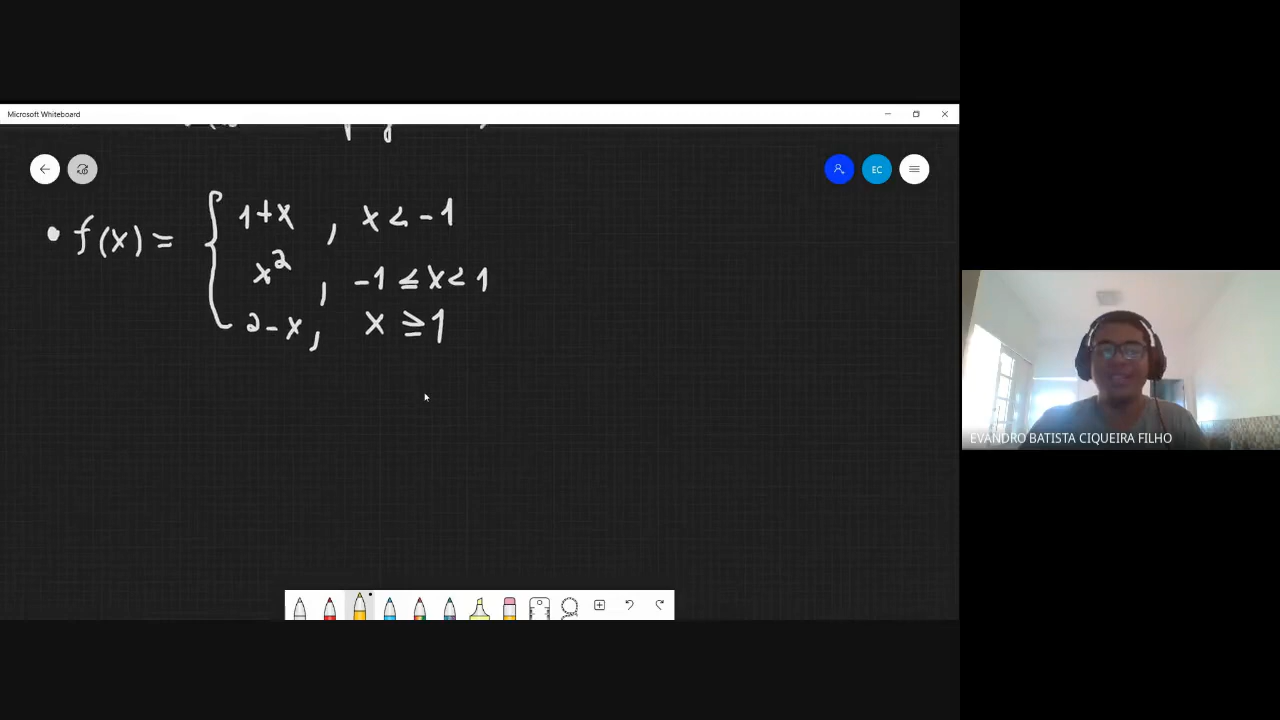 Microsoft Whiteboard
EC
• f(x) = { 1+x , x < -1
x² , -1 ≤ x < 1
2-x , x ≥ 1
EVANDRO BATISTA CIQUEIRA FILHO